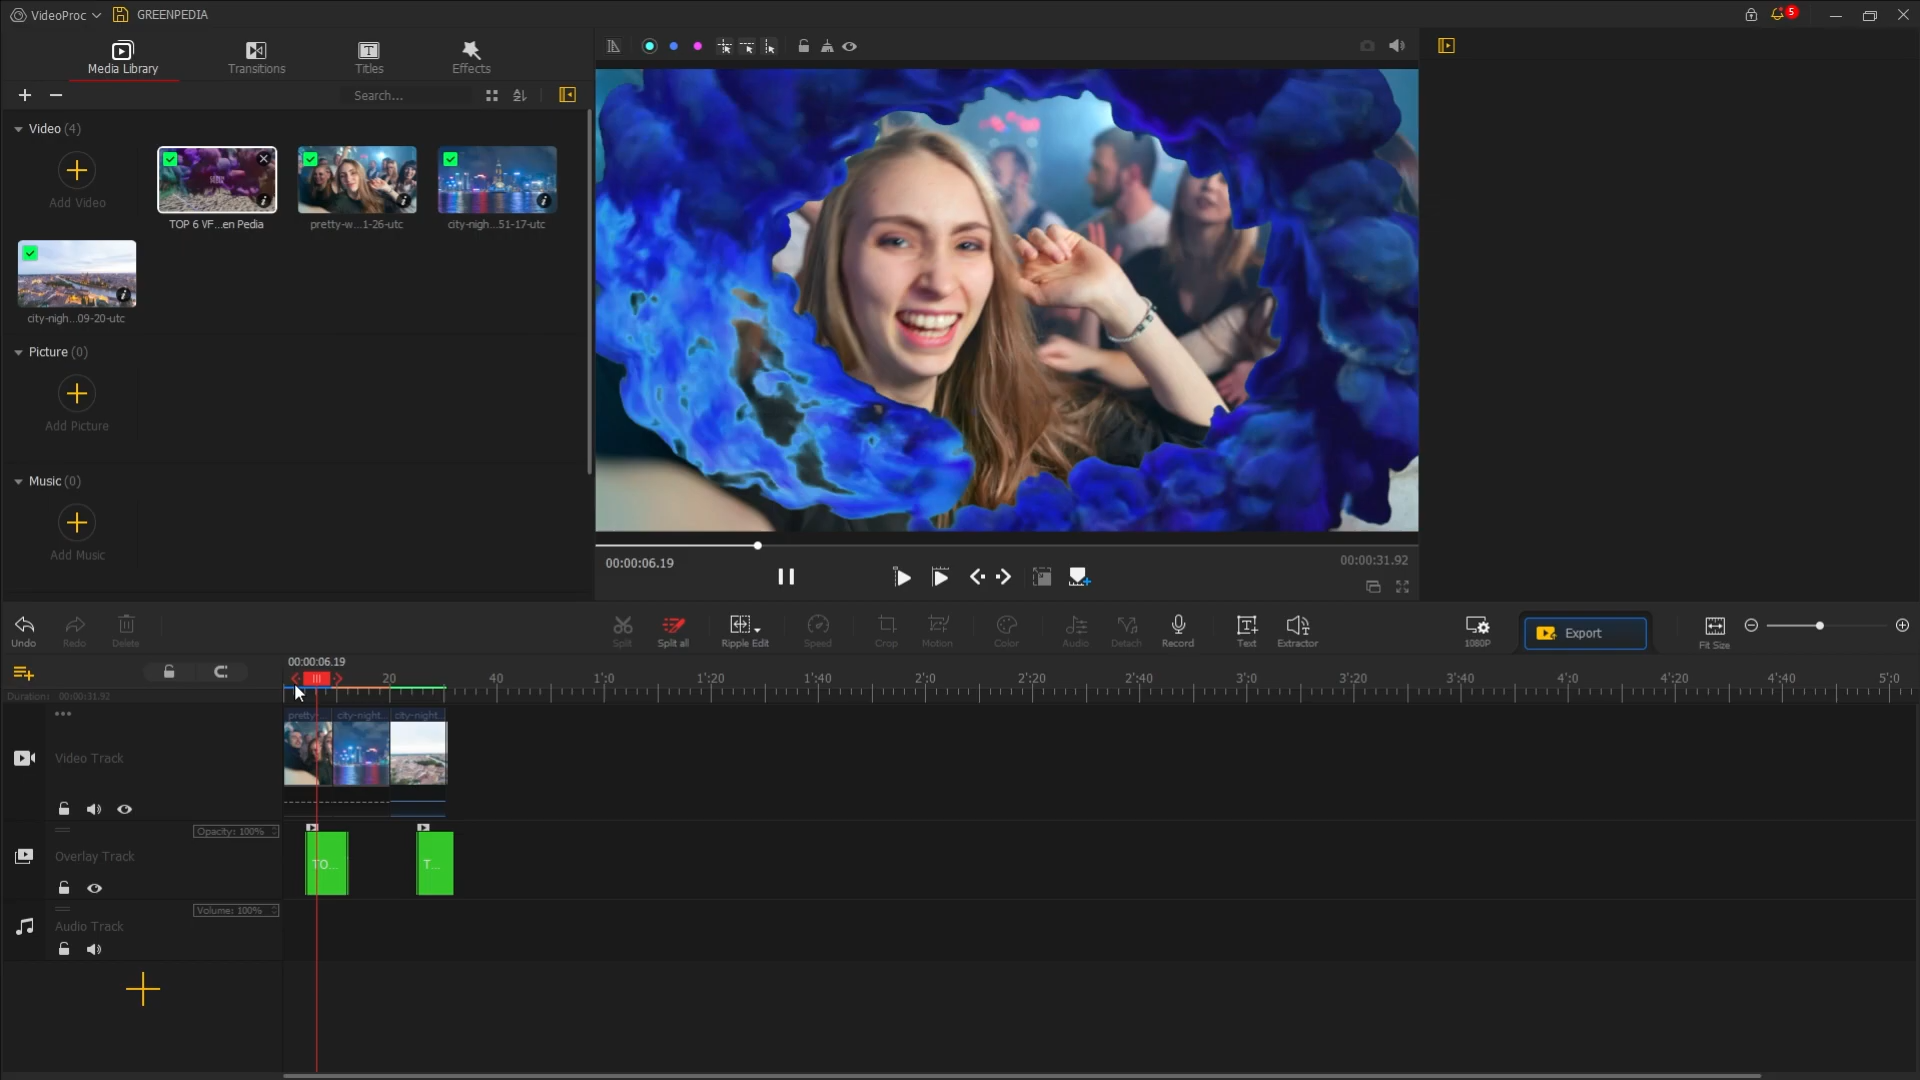 VideoProc
GREENPEDIA
5
Media Library
Transitions
Titles
Effects
Search...
Video (4)
Add Video
TOP 6 VF...en Pedia
pretty-w...1-26-utc
city-nigh...51-17-utc
city-nigh...09-20-utc
Picture (0)
Add Picture
Music (0)
Add Music
00:00:06.19
00:00:31.92
Undo
Redo
Delete
Split
Split all
Ripple Edit
Speed
Crop
Motion
Color
Audio
Detach
Record
Text
Extractor
1080P
Export
Fit Size
00:00:06.19
20
40
1':0
1':20
1':40
2':0
2':20
2':40
3':0
3':20
3':40
4':0
4':20
4':40
5':0
Duration: 00:00:31.92
pretty-...
city-night...
city-night...
Video Track
Opacity: 100%
Overlay Track
TO...
T...
Volume: 100%
Audio Track